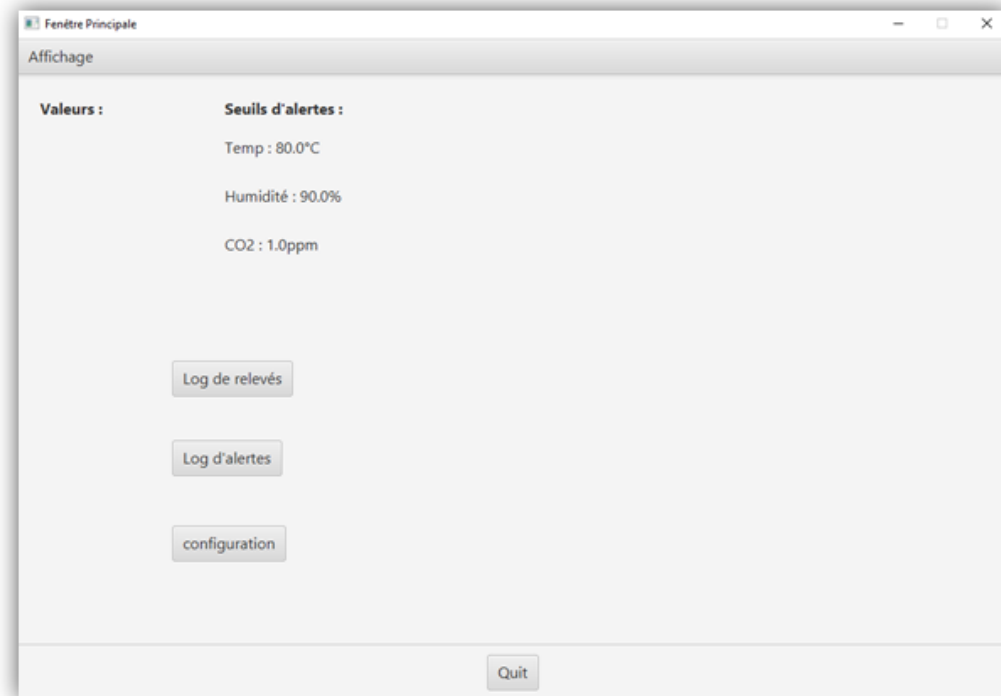 Fenêtre Principale
Affichage
Valeurs : Seuils d'alertes :
Temp : 80.0°C
Humidité : 90.0%
CO2 : 1.0ppm
Log de relevés
Log d'alertes
configuration
Quit